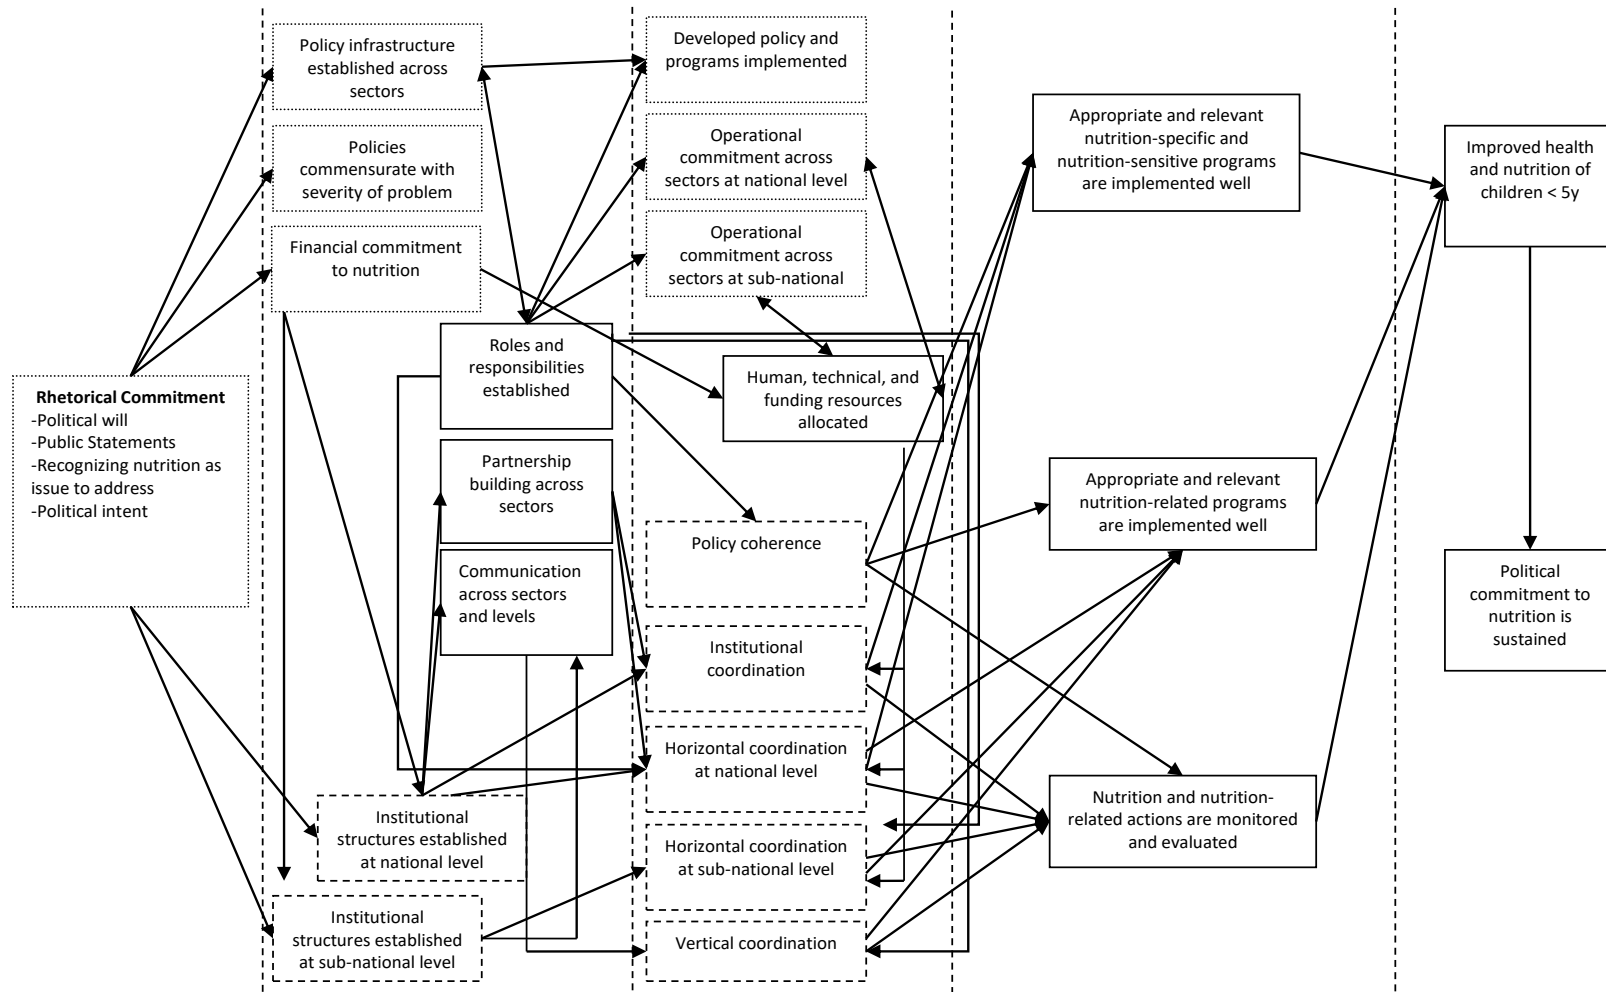 Policy infrastructure
established across
sectors
Policies
commensurate with
severity of problem
Financial commitment
to nutrition
Developed policy and
programs implemented
Operational
commitment across
sectors at national level
Operational
commitment across
sectors at sub-national
Appropriate and relevant
nutrition-specific and
nutrition-sensitive programs
are implemented well
Improved health
and nutrition of
children < 5y
Rhetorical Commitment
-Political will
-Public Statements
-Recognizing nutrition as
issue to address
-Political intent
Roles and
responsibilities
established
Human, technical, and
funding resources
allocated
Partnership
building across
sectors
Communication
across sectors
and levels
Policy coherence
Appropriate and relevant
nutrition-related programs
are implemented well
Political
commitment to
nutrition is
sustained
Institutional
coordination
Horizontal coordination
at national level
Institutional
structures established
at national level
Horizontal coordination
at sub-national level
Nutrition and nutrition-
related actions are monitored
and evaluated
Institutional
structures established
at sub-national level
Vertical coordination